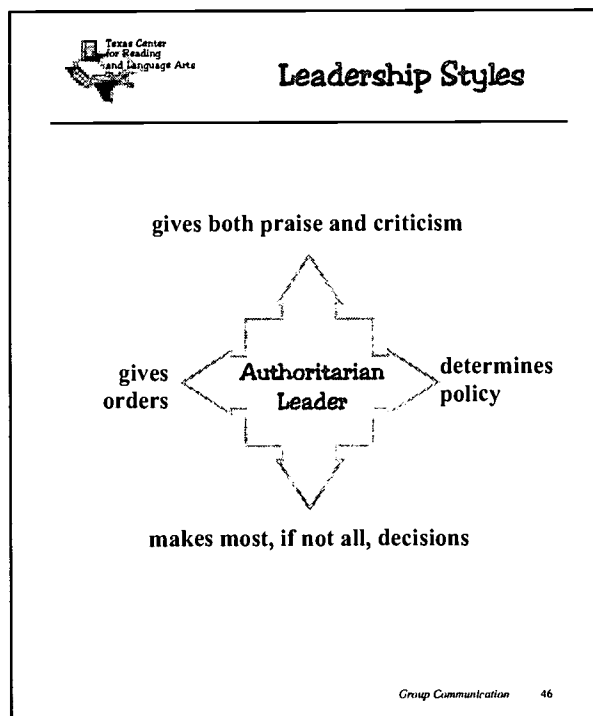 Texas Center
for Reading
and Language Arts
Leadership Styles
gives both praise and criticism
gives
orders
Authoritarian
Leader
determines
policy
makes most, if not all, decisions
Group Communication 46